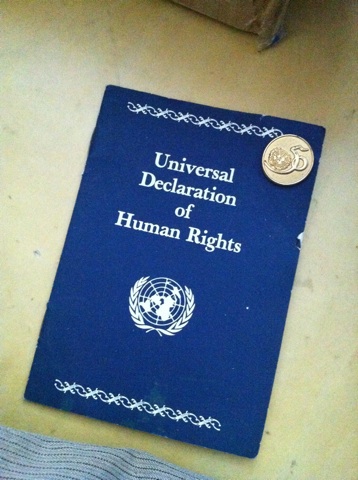 Universal
Declaration
of
Human Rights